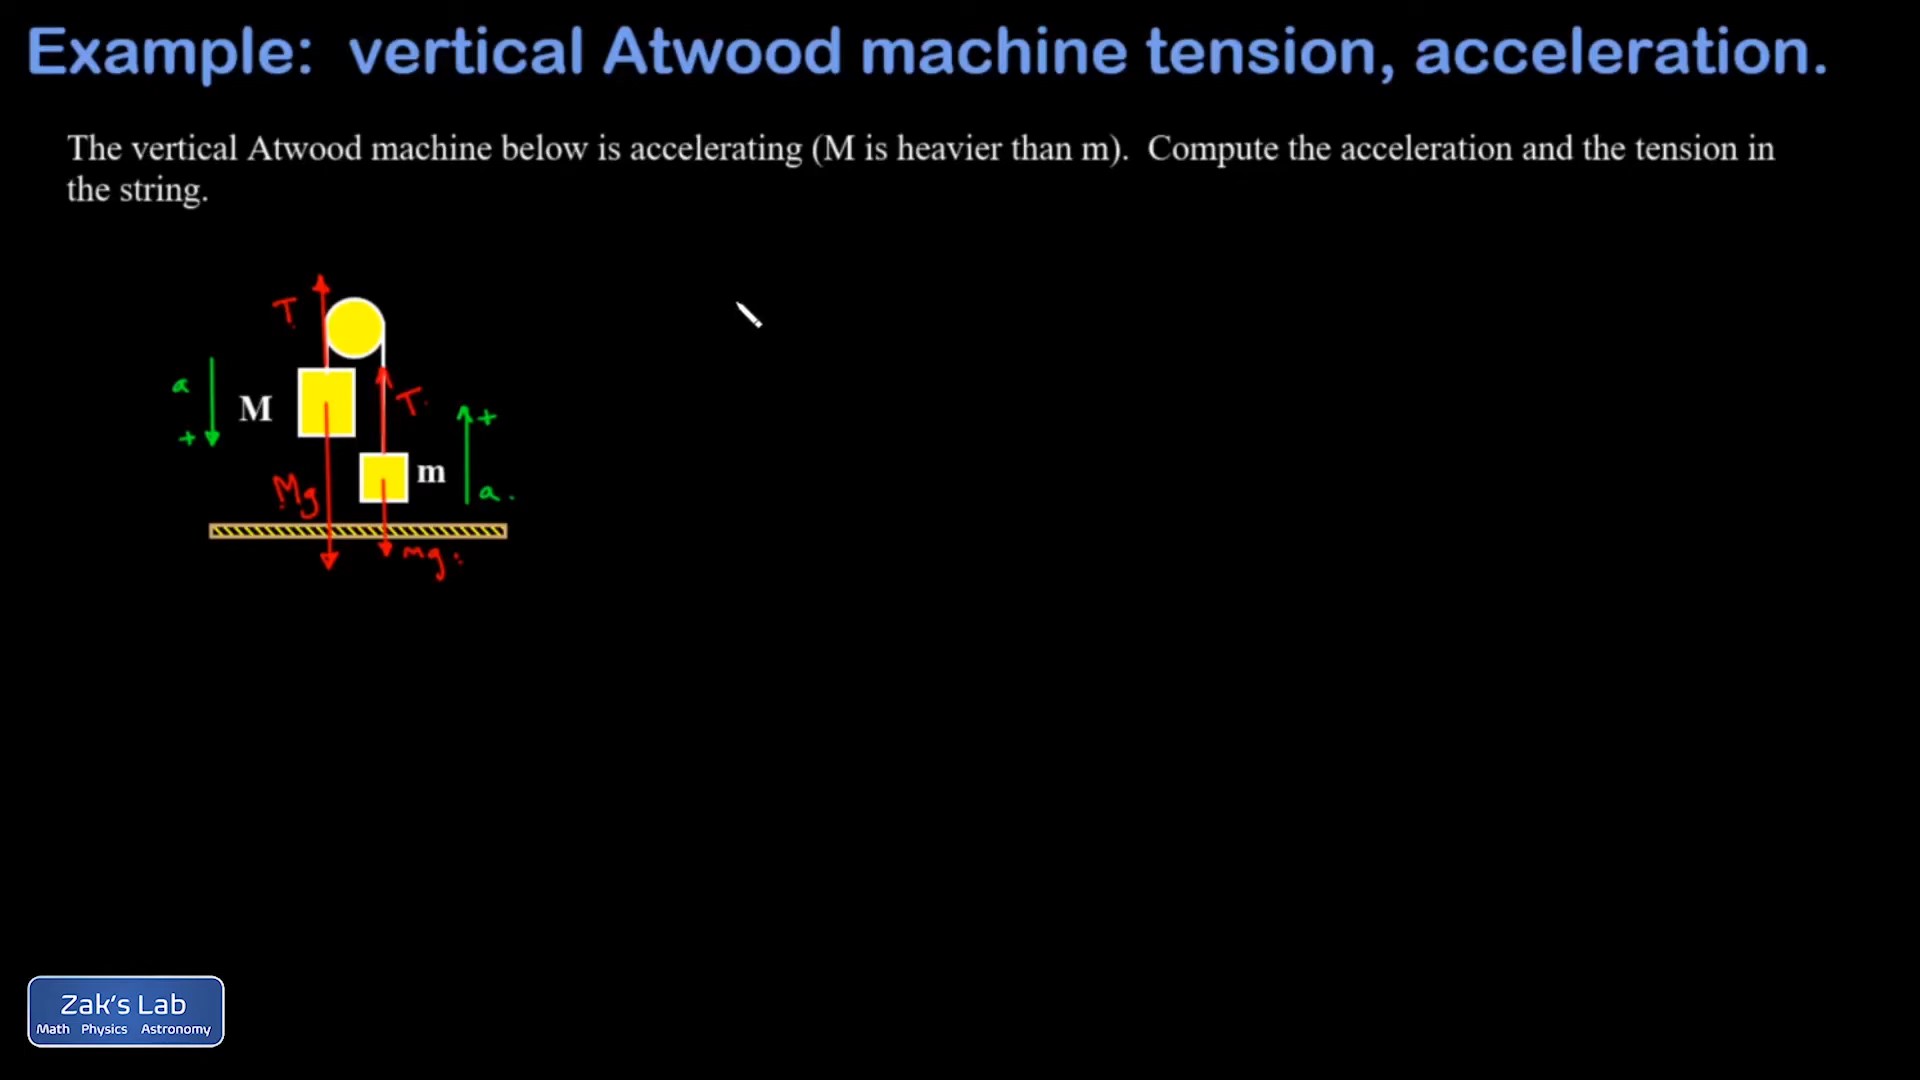 Example: vertical Atwood machine tension, acceleration.
The vertical Atwood machine below is accelerating (M is heavier than m). Compute the acceleration and the tension in
the string.
T
a
M
T
+
+
m
Mg
a
mg
Zak's Lab
Math Physics Astronomy